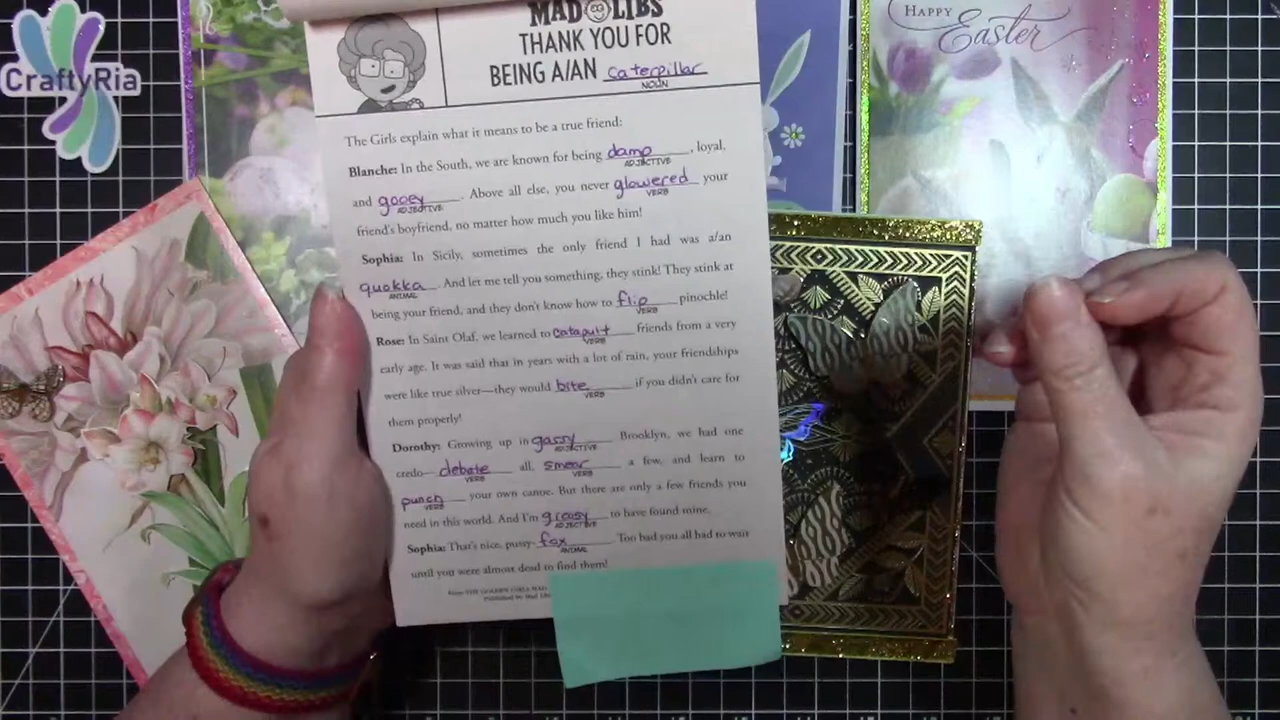 CraftyRia
MAD LIBS
THANK YOU FOR
BEING A/AN caterpillar
NOUN
The Girls explain what it means to be a true friend:
Blanche: In the South, we are known for being damp, loyal,
ADJECTIVE
and gooey. Above all else, you never glowered your
ADJECTIVE VERB
friend's boyfriend, no matter how much you like him!
Sophia: In Sicily, sometimes the only friend I had was a/an
quokka. And let me tell you something, they stink! They stink at
ANIMAL
being your friend, and they don't know how to flip pinochle!
VERB
Rose: In Saint Olaf, we learned to catapult friends from a very
VERB
early age. It was said that in years with a lot of rain, your friendships
were like true silver—they would bite if you didn't care for
VERB
them properly!
Dorothy: Growing up in gassy Brooklyn, we had one
ADJECTIVE
credo—debate all, smear a few, and learn to
VERB VERB
punch your own canoe. But there are only a few friends you
VERB
need in this world. And I'm greasy to have found mine.
ADJECTIVE
Sophia: That's nice, pussy fox. Too bad you all had to wait
ANIMAL
until you were almost dead to find them!
HAPPY
Easter